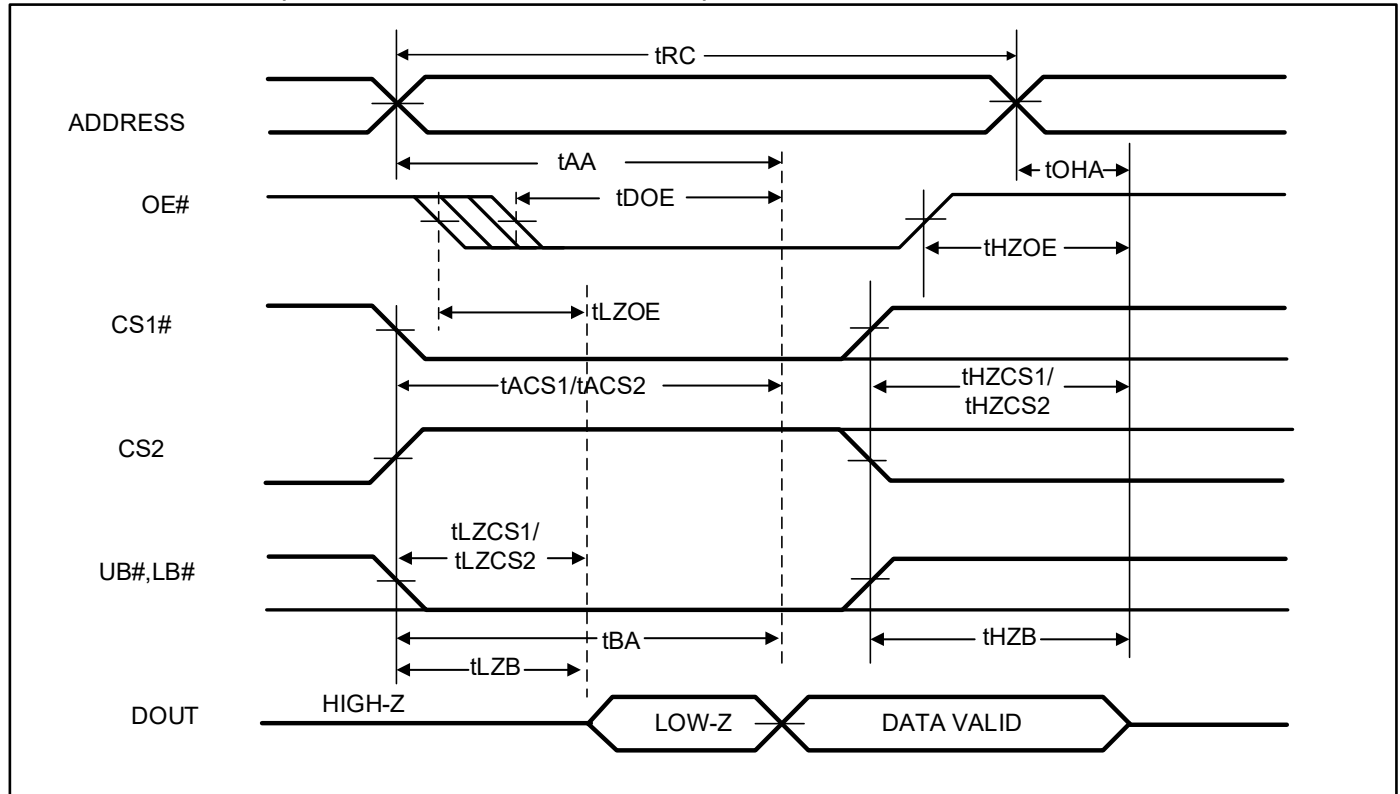 tRC
ADDRESS
tAA
tOHA
OE#
tDOE
tHZOE
tLZOE
CS1#
tACS1/tACS2
tHZCS1/
tHZCS2
CS2
tLZCS1/
tLZCS2
UB#,LB#
tBA
tHZB
tLZB
HIGH-Z
DOUT
LOW-Z
DATA VALID